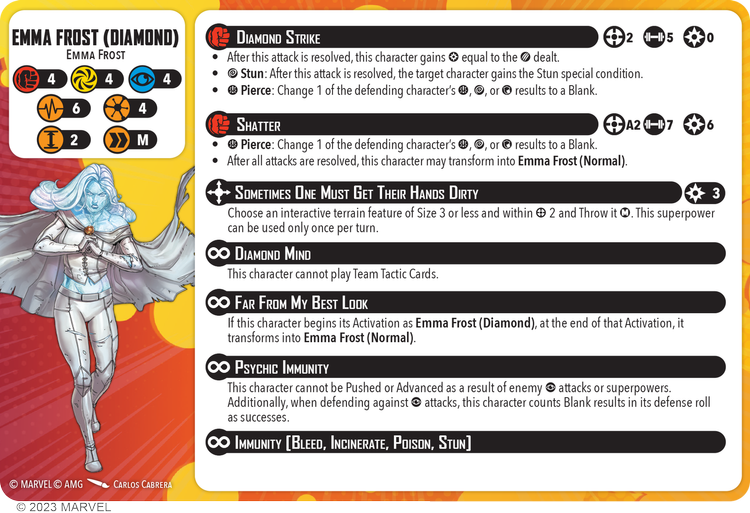 EMMA FROST (DIAMOND)
EMMA FROST
4 4 4
6 4
2 M
DIAMOND STRIKE 2 5 0
• After this attack is resolved, this character gains equal to the dealt.
• Stun: After this attack is resolved, the target character gains the Stun special condition.
• Pierce: Change 1 of the defending character's , , or results to a Blank.
SHATTER A2 7 6
• Pierce: Change 1 of the defending character's , , or results to a Blank.
• After all attacks are resolved, this character may transform into Emma Frost (Normal).
SOMETIMES ONE MUST GET THEIR HANDS DIRTY 3
Choose an interactive terrain feature of Size 3 or less and within 2 and Throw it . This superpower
can be used only once per turn.
DIAMOND MIND
This character cannot play Team Tactic Cards.
FAR FROM MY BEST LOOK
If this character begins its Activation as Emma Frost (Diamond), at the end of that Activation, it
transforms into Emma Frost (Normal).
PSYCHIC IMMUNITY
This character cannot be Pushed or Advanced as a result of enemy attacks or superpowers.
Additionally, when defending against attacks, this character counts Blank results in its defense roll
as successes.
IMMUNITY [BLEED, INCINERATE, POISON, STUN]
© MARVEL © AMG CARLOS CABRERA
© 2023 MARVEL